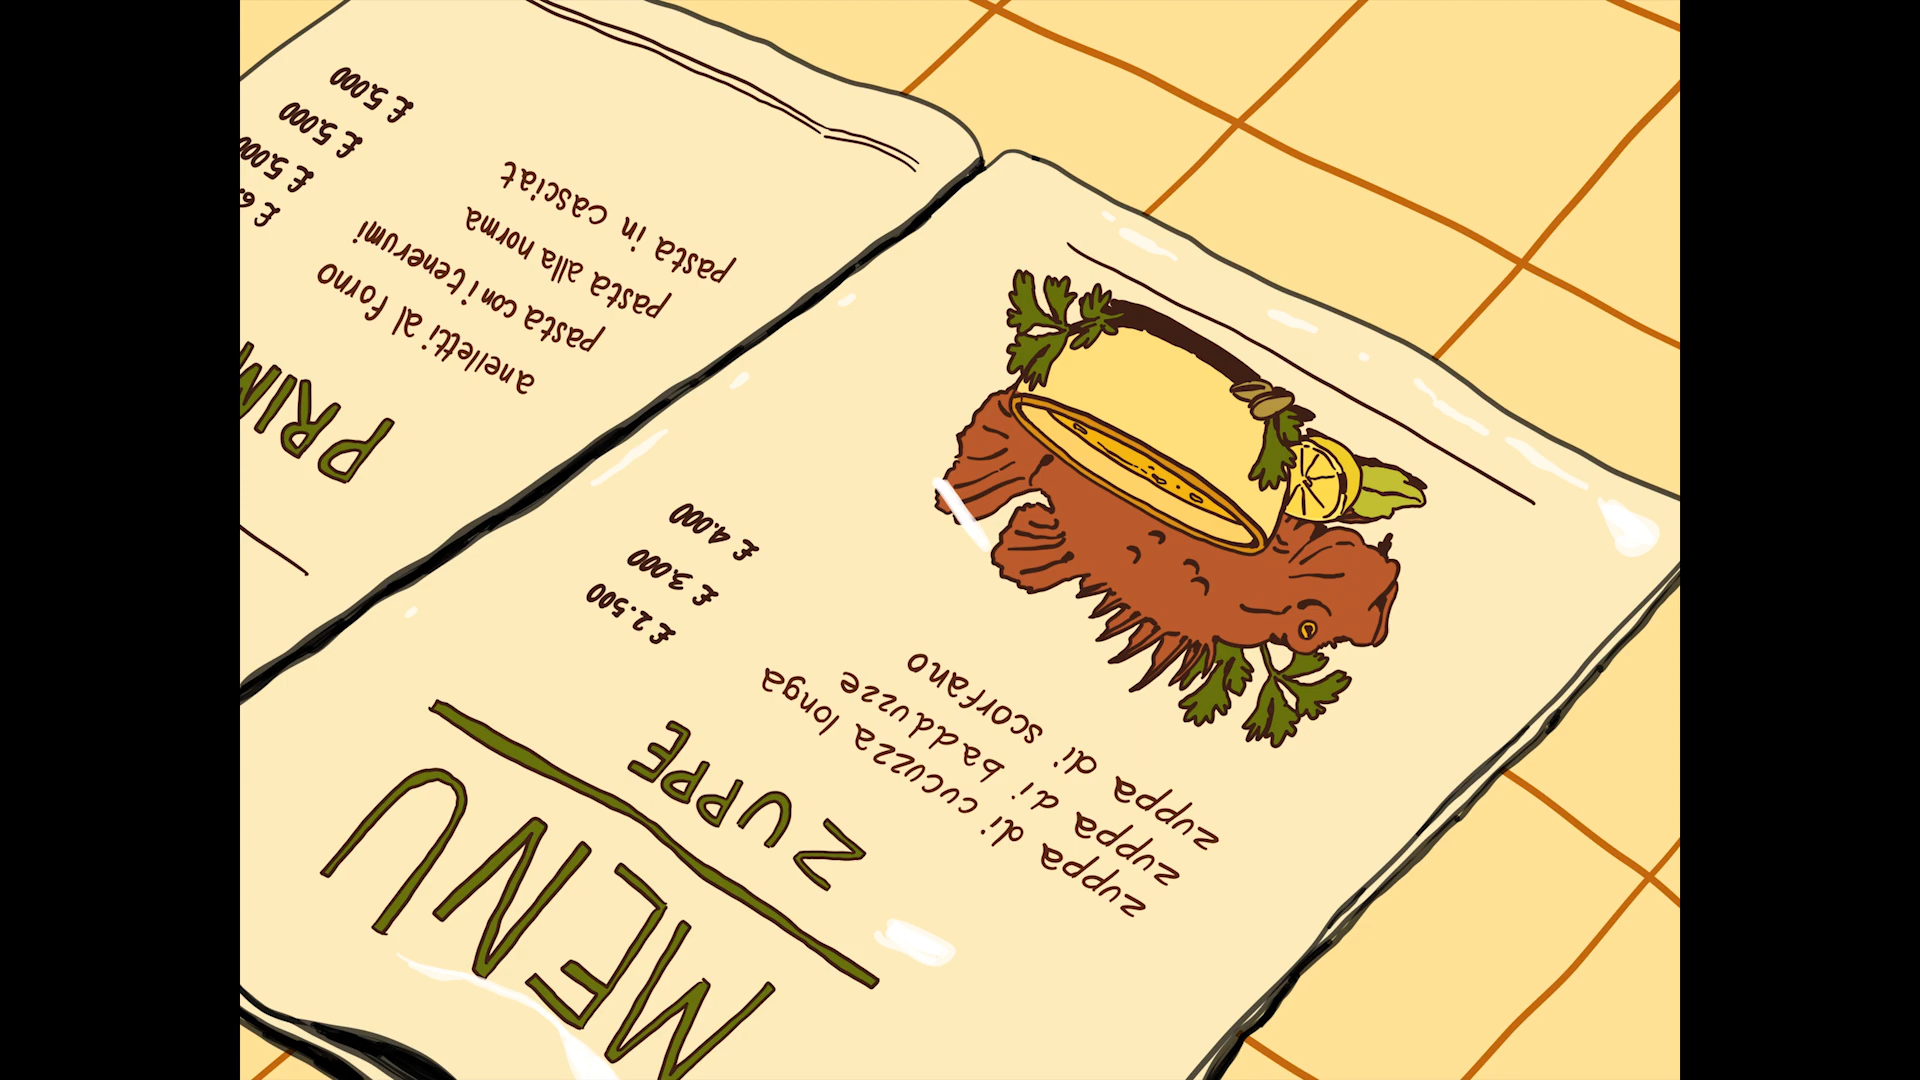 MENU
ZUPPE
zuppa di cucuzza longa £ 2.500
zuppa di badduzze £ 3.000
zuppa di scorfano £ 4.000
PRIM
anelletti al forno £ 6.
pasta con i tenerumi £ 5.000
pasta alla norma £ 5.000
pasta in casciat £ 5.000